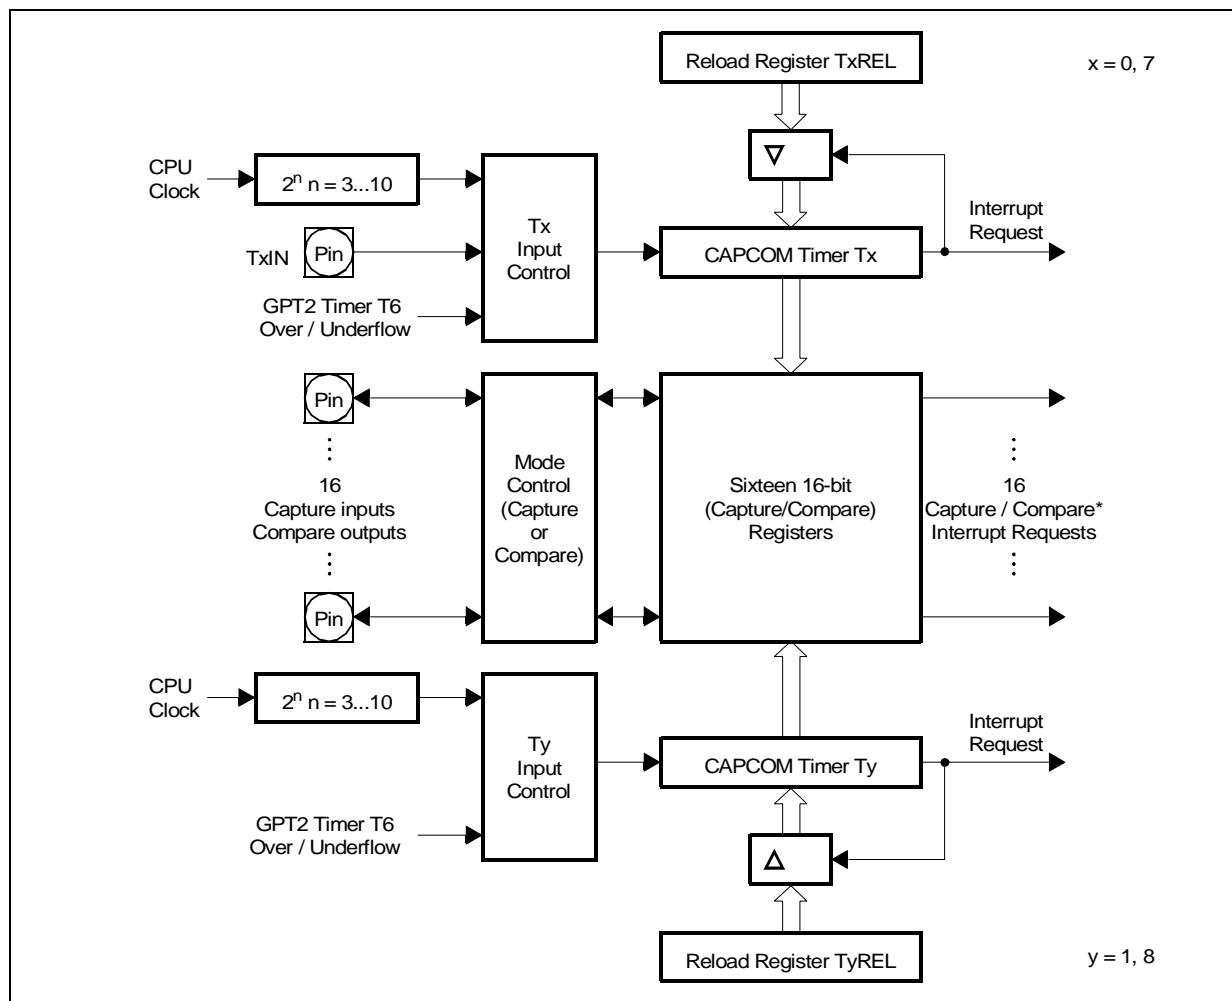 Reload Register TxREL
x = 0, 7
CPU
Clock
2ⁿ n = 3...10
Tx
Input
Control
Interrupt
Request
TxIN
Pin
CAPCOM Timer Tx
GPT2 Timer T6
Over / Underflow
Pin
16
Capture inputs
Compare outputs
Pin
Mode
Control
(Capture
or
Compare)
Sixteen 16-bit
(Capture/Compare)
Registers
16
Capture / Compare*
Interrupt Requests
CPU
Clock
2ⁿ n = 3...10
Ty
Input
Control
Interrupt
Request
CAPCOM Timer Ty
GPT2 Timer T6
Over / Underflow
Reload Register TyREL
y = 1, 8